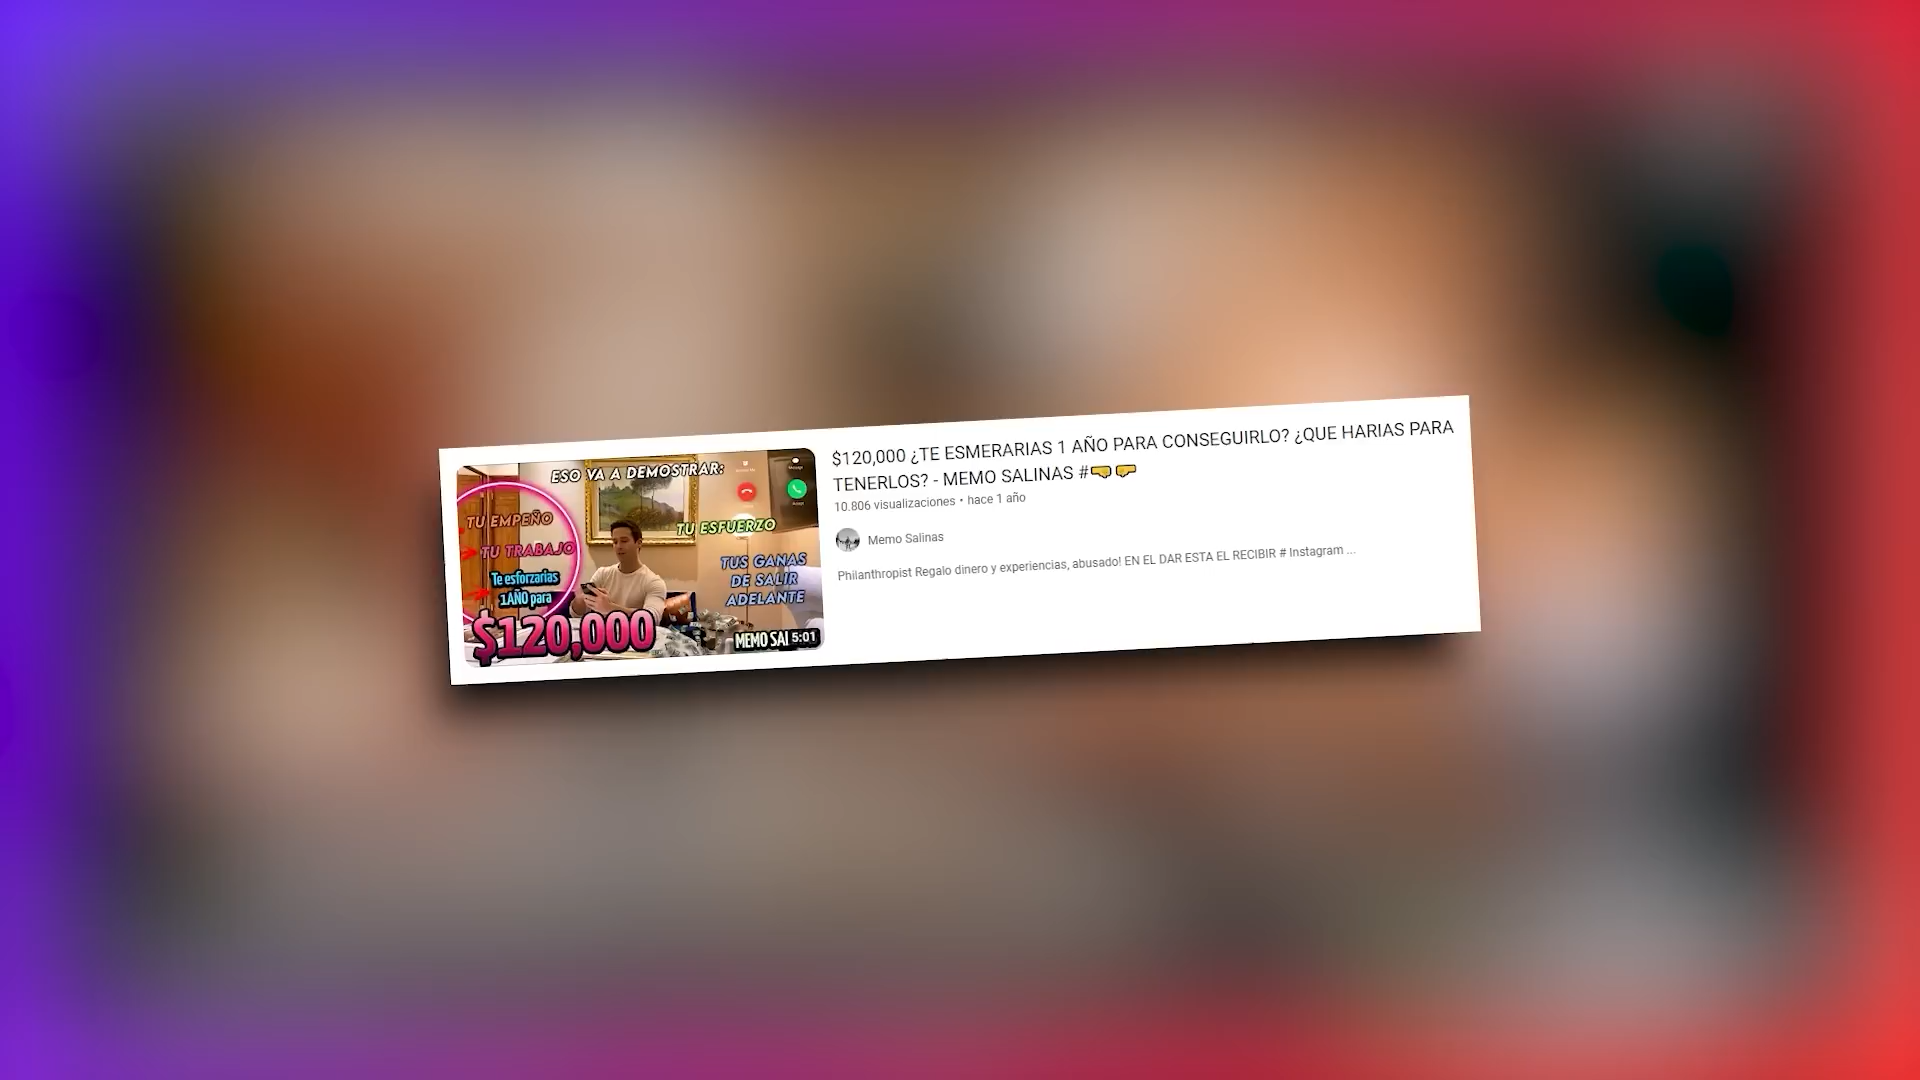 $120,000 ¿TE ESMERARIAS 1 AÑO PARA CONSEGUIRLO? ¿QUE HARIAS PARA
TENERLOS? - MEMO SALINAS #🤜🤛
10.806 visualizaciones • hace 1 año
Memo Salinas
Philanthropist Regalo dinero y experiencias, abusado! EN EL DAR ESTA EL RECIBIR # Instagram ...
ESO VA A DEMOSTRAR:
TU EMPEÑO
TU TRABAJO
Te esforzarías
1AÑO para
$120,000
TU ESFUERZO
TUS GANAS
DE SALIR
ADELANTE
MEMO SAL
5:01